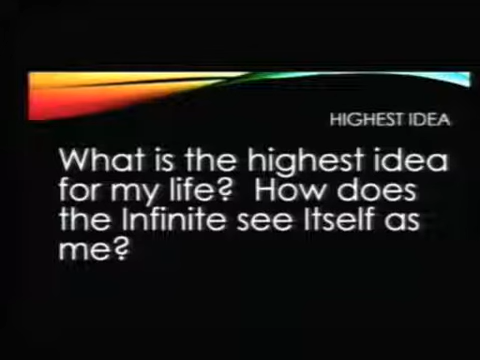 HIGHEST IDEA
What is the highest idea
for my life?  How does
the Infinite see Itself as
me?